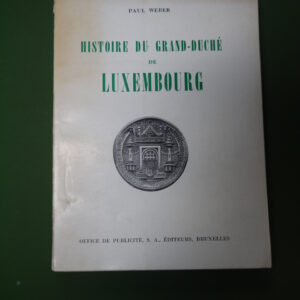 PAUL WEBER
HISTOIRE DU GRAND-DUCHÉ
DE
LUXEMBOURG
OFFICE DE PUBLICITÉ, S. A., ÉDITEURS, BRUXELLES